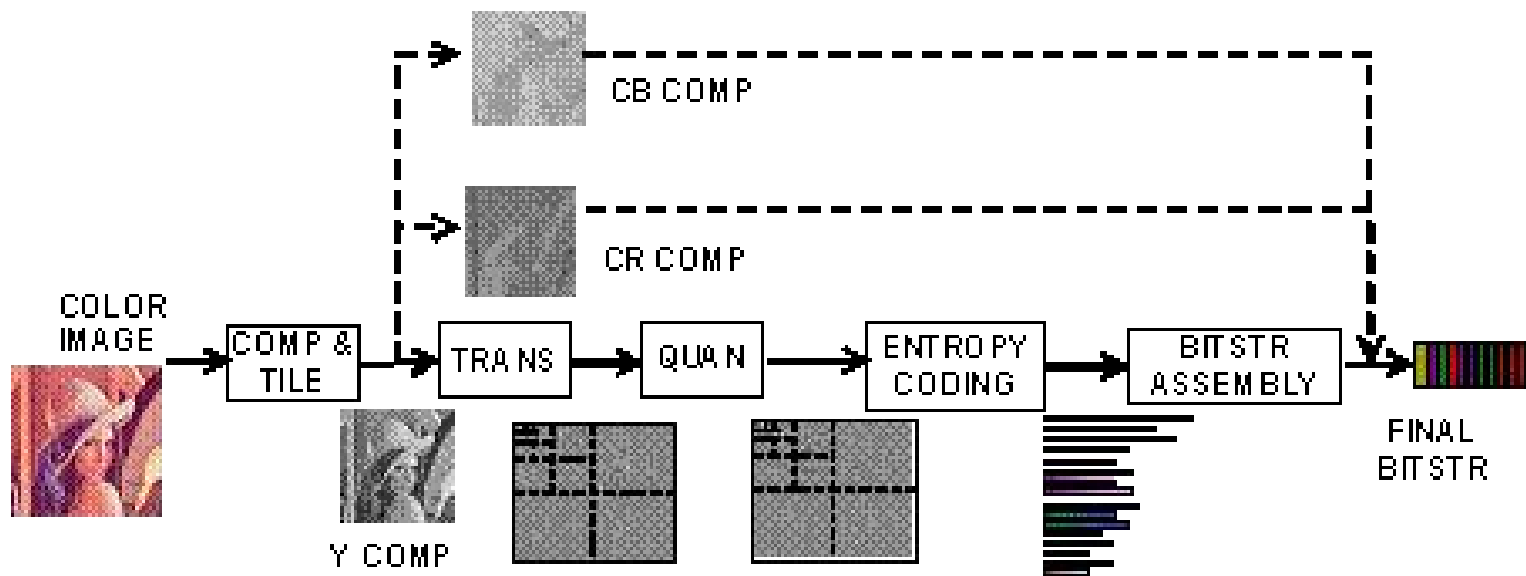 CB COMP
CR COMP
COLOR
IMAGE
COMP &
TILE
TRANS
QUAN
ENTROPY
CODING
BITSTR
ASSEMBLY
FINAL
BITSTR
Y COMP